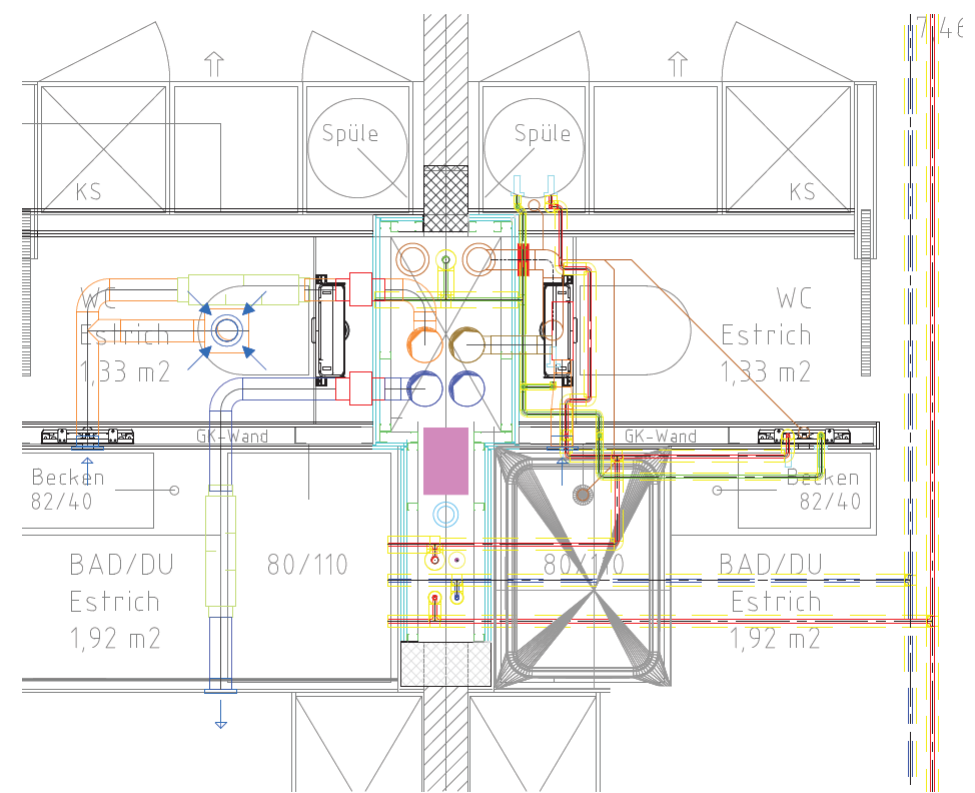 7,46
Spüle
Spüle
KS
KS
WC
Estrich
1,33 m2
WC
Estrich
1,33 m2
GK-Wand
GK-Wand
Becken
82/40
Becken
82/40
BAD/DU
Estrich
1,92 m2
80/110
80/110
BAD/DU
Estrich
1,92 m2